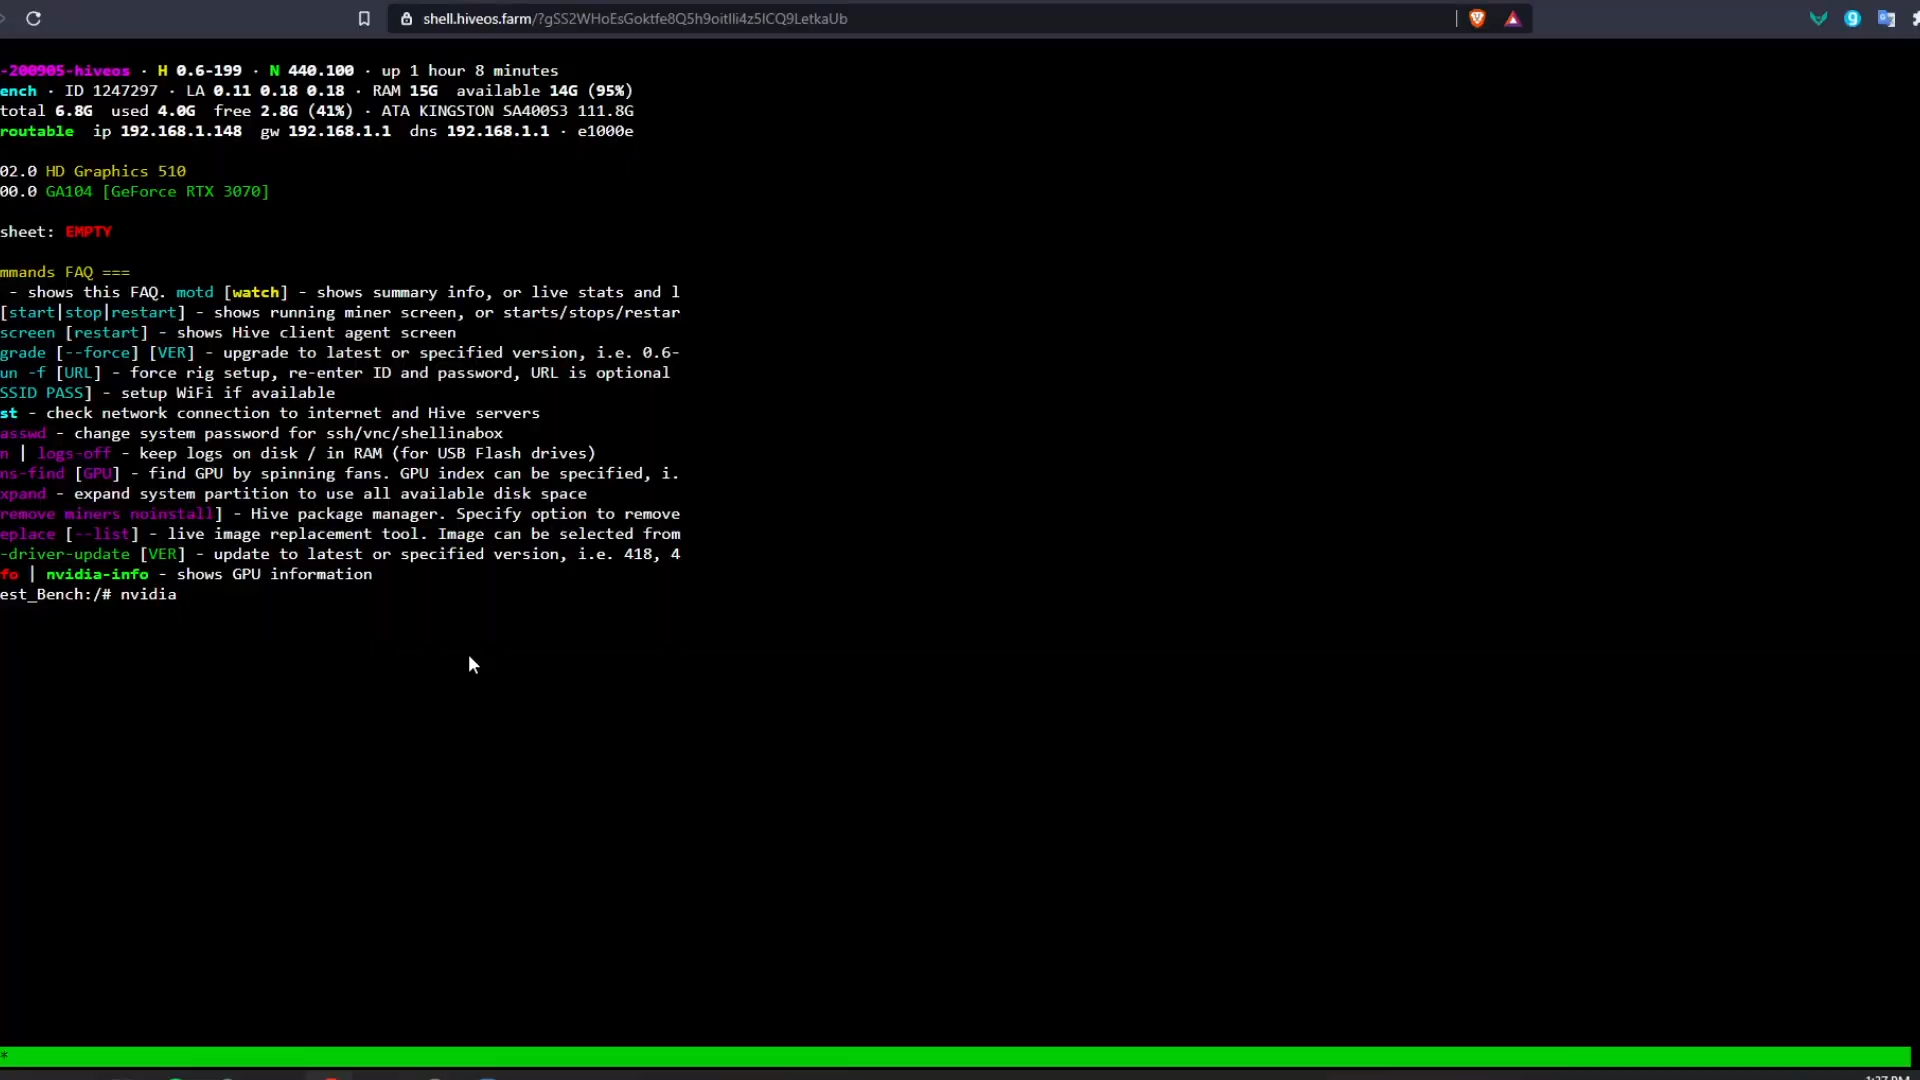 shell.hiveos.farm/?gSS2WHoEsGoktfe8Q5h9oitlli4z5lCQ9LetkaUb
-200905-hiveos · H 0.6-199 · N 440.100 · up 1 hour 8 minutes
ench · ID 1247297 · LA 0.11 0.18 0.18 · RAM 15G available 14G (95%)
total 6.8G used 4.0G free 2.8G (41%) · ATA KINGSTON SA400S3 111.8G
routable ip 192.168.1.148 gw 192.168.1.1 dns 192.168.1.1 · e1000e
02.0 HD Graphics 510
00.0 GA104 [GeForce RTX 3070]
sheet: EMPTY
mmands FAQ ===
- shows this FAQ. motd [watch] - shows summary info, or live stats and l
[start|stop|restart] - shows running miner screen, or starts/stops/restar
screen [restart] - shows Hive client agent screen
grade [--force] [VER] - upgrade to latest or specified version, i.e. 0.6-
un -f [URL] - force rig setup, re-enter ID and password, URL is optional
SSID PASS] - setup WiFi if available
st - check network connection to internet and Hive servers
asswd - change system password for ssh/vnc/shellinabox
n | logs-off - keep logs on disk / in RAM (for USB Flash drives)
ns-find [GPU] - find GPU by spinning fans. GPU index can be specified, i.
xpand - expand system partition to use all available disk space
remove miners noinstall] - Hive package manager. Specify option to remove
eplace [--list] - live image replacement tool. Image can be selected from
-driver-update [VER] - update to latest or specified version, i.e. 418, 4
fo | nvidia-info - shows GPU information
est_Bench:/# nvidia
*